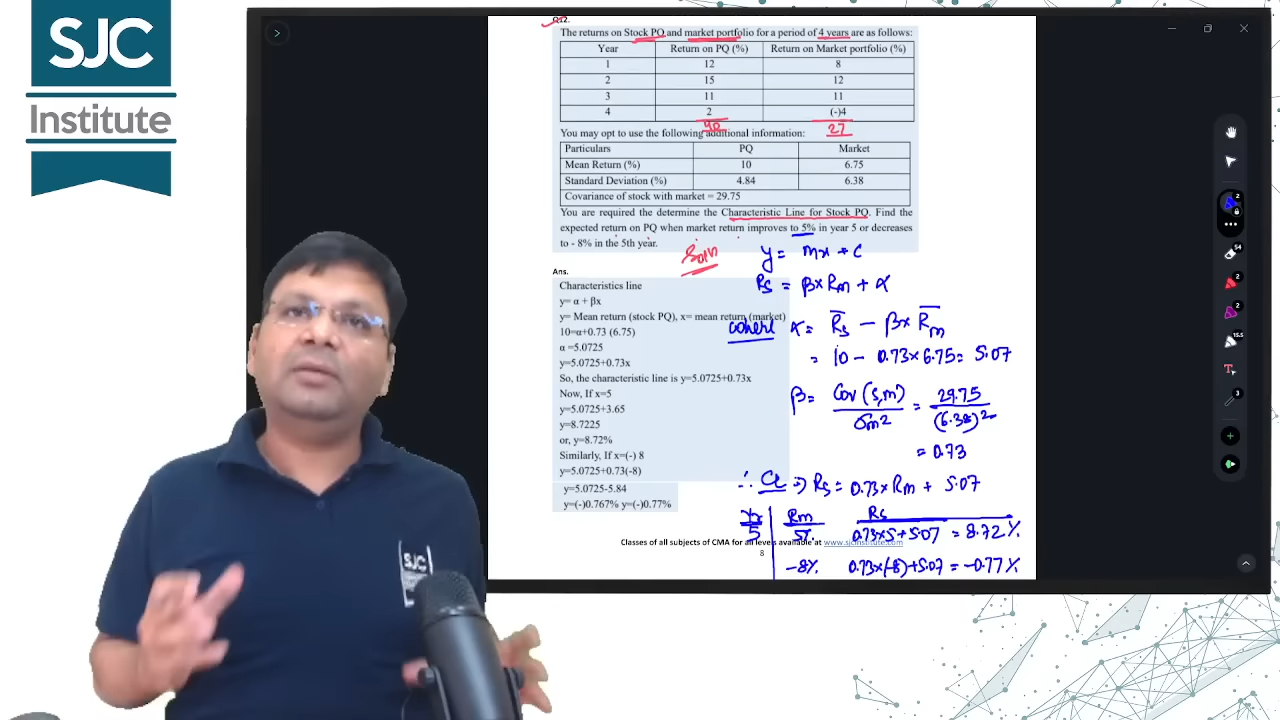 SJC
Institute
Q12.
The returns on Stock PQ and market portfolio for a period of 4 years are as follows:
Year Return on PQ (%) Return on Market portfolio (%)
1 12 8
2 15 12
3 11 11
4 2 (-)4
40 27
You may opt to use the following additional information:
Particulars PQ Market
Mean Return (%) 10 6.75
Standard Deviation (%) 4.84 6.38
Covariance of stock with market = 29.75
You are required the determine the Characteristic Line for Stock PQ. Find the
expected return on PQ when market return improves to 5% in year 5 or decreases
to - 8% in the 5th year.
Soln
y = mx + c
Rs = β x Rm + α
Ans.
Characteristics line
y= α + βx
y= Mean return (stock PQ), x= mean return (market)
10=α+0.73 (6.75)
α =5.0725
y=5.0725+0.73x
So, the characteristic line is y=5.0725+0.73x
Now, If x=5
y=5.0725+3.65
y=8.7225
or, y=8.72%
Similarly, If x=(-) 8
y=5.0725+0.73(-8)
y=5.0725-5.84
y=(-)0.767% y=(-)0.77%
α = R̅s - β x R̅m
= 10 - 0.73 x 6.75 = 5.07
β = Cov (s,m) / σm² = 29.75 / (6.38)²
= 0.73
∴ CL ⇒ Rs = 0.73 x Rm + 5.07
Yr Rm Rs
5 5% 0.73x5+5.07 = 8.72%
-8% 0.73x(-8)+5.07 = -0.77%
Classes of all subjects of CMA for all levels available at www.sjcinstitute.com
8
SJC